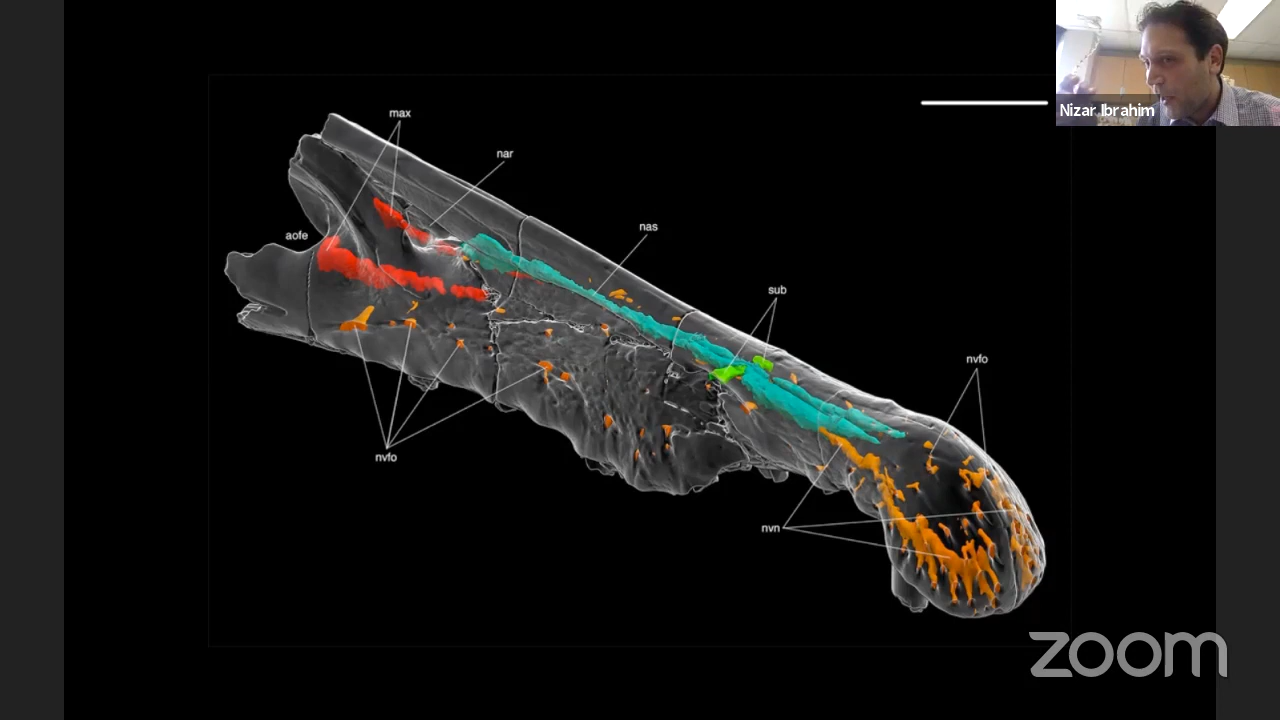 max
nar
aofe
nas
sub
nvfo
nvfo
nvn
Nizar Ibrahim
zoom